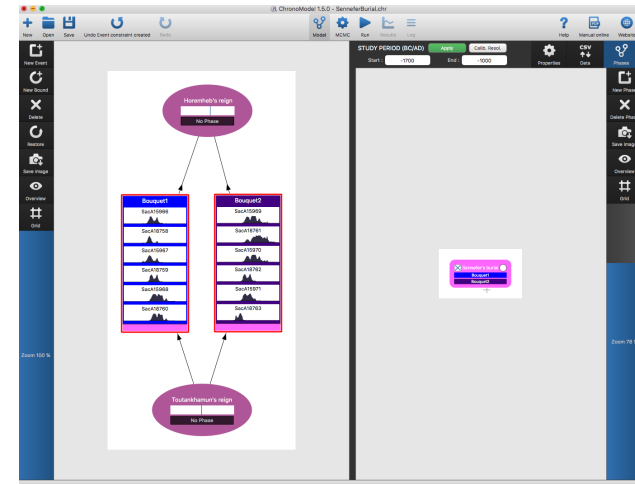 ChronoModel 1.5.0 - SenneferBurial.chr
New Open Save Undo Event constraint created Redo Model MCMC Run Results Log Help Manual online Website
STUDY PERIOD (BC/AD) Apply Calib. Resol.
Start : -1700 End : -1000
Properties
CSV
Data
Phases
New Event
New Bound
Delete
Restore
Save Image
Overview
Grid
Zoom 100 %
Horemheb's reign
No Phase
Bouquet1
SacA15966
SacA18758
SacA15967
SacA18759
SacA15968
SacA18760
Bouquet2
SacA15969
SacA18761
SacA15970
SacA18762
SacA15971
SacA18763
Toutankhamun's reign
No Phase
Sennefer's burial
Bouquet1
Bouquet2
New Phase
Delete Phase
Save Image
Overview
Grid
Zoom 78